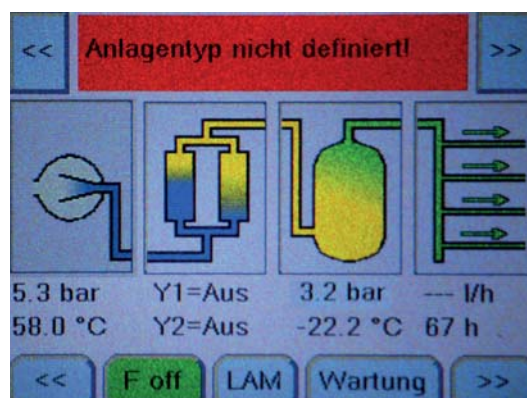 << Anlagentyp nicht definiert! >>
5.3 bar Y1=Aus 3.2 bar --- l/h
58.0 °C Y2=Aus -22.2 °C 67 h
<< F off LAM Wartung >>